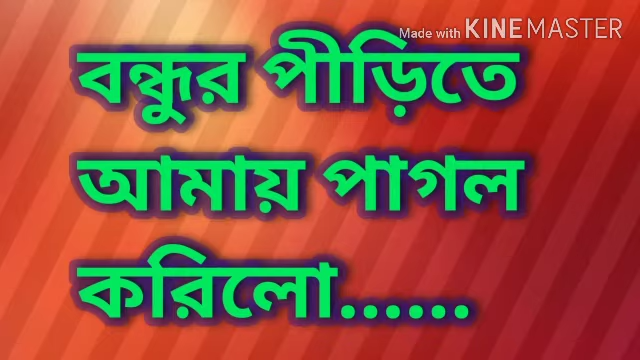 Made with KINEMASTER
বন্ধুর পীড়িতে
আমায় পাগল
করিলো......